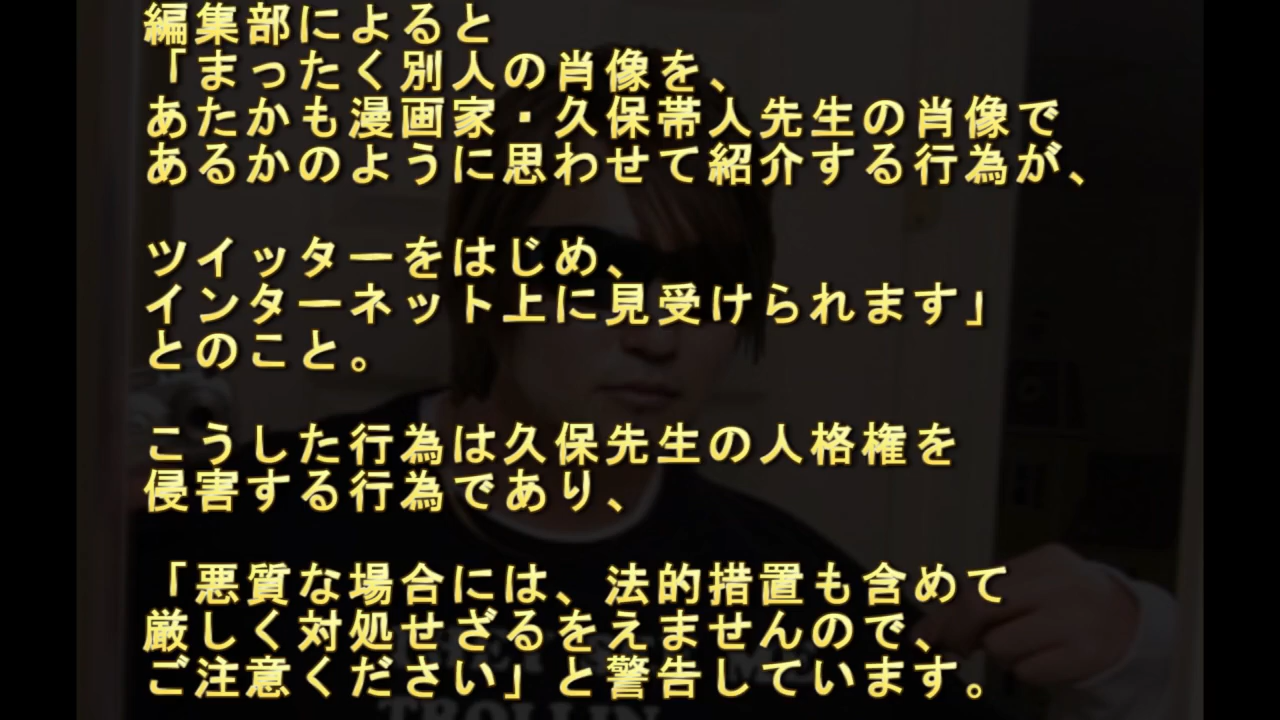 編集部によると
「まったく別人の肖像を、
あたかも漫画家・久保帯人先生の肖像で
あるかのように思わせて紹介する行為が、
ツイッターをはじめ、
インターネット上に見受けられます」
とのこと。
こうした行為は久保先生の人格権を
侵害する行為であり、
「悪質な場合には、法的措置も含めて
厳しく対処せざるをえませんので、
ご注意ください」と警告しています。
TROLLIN